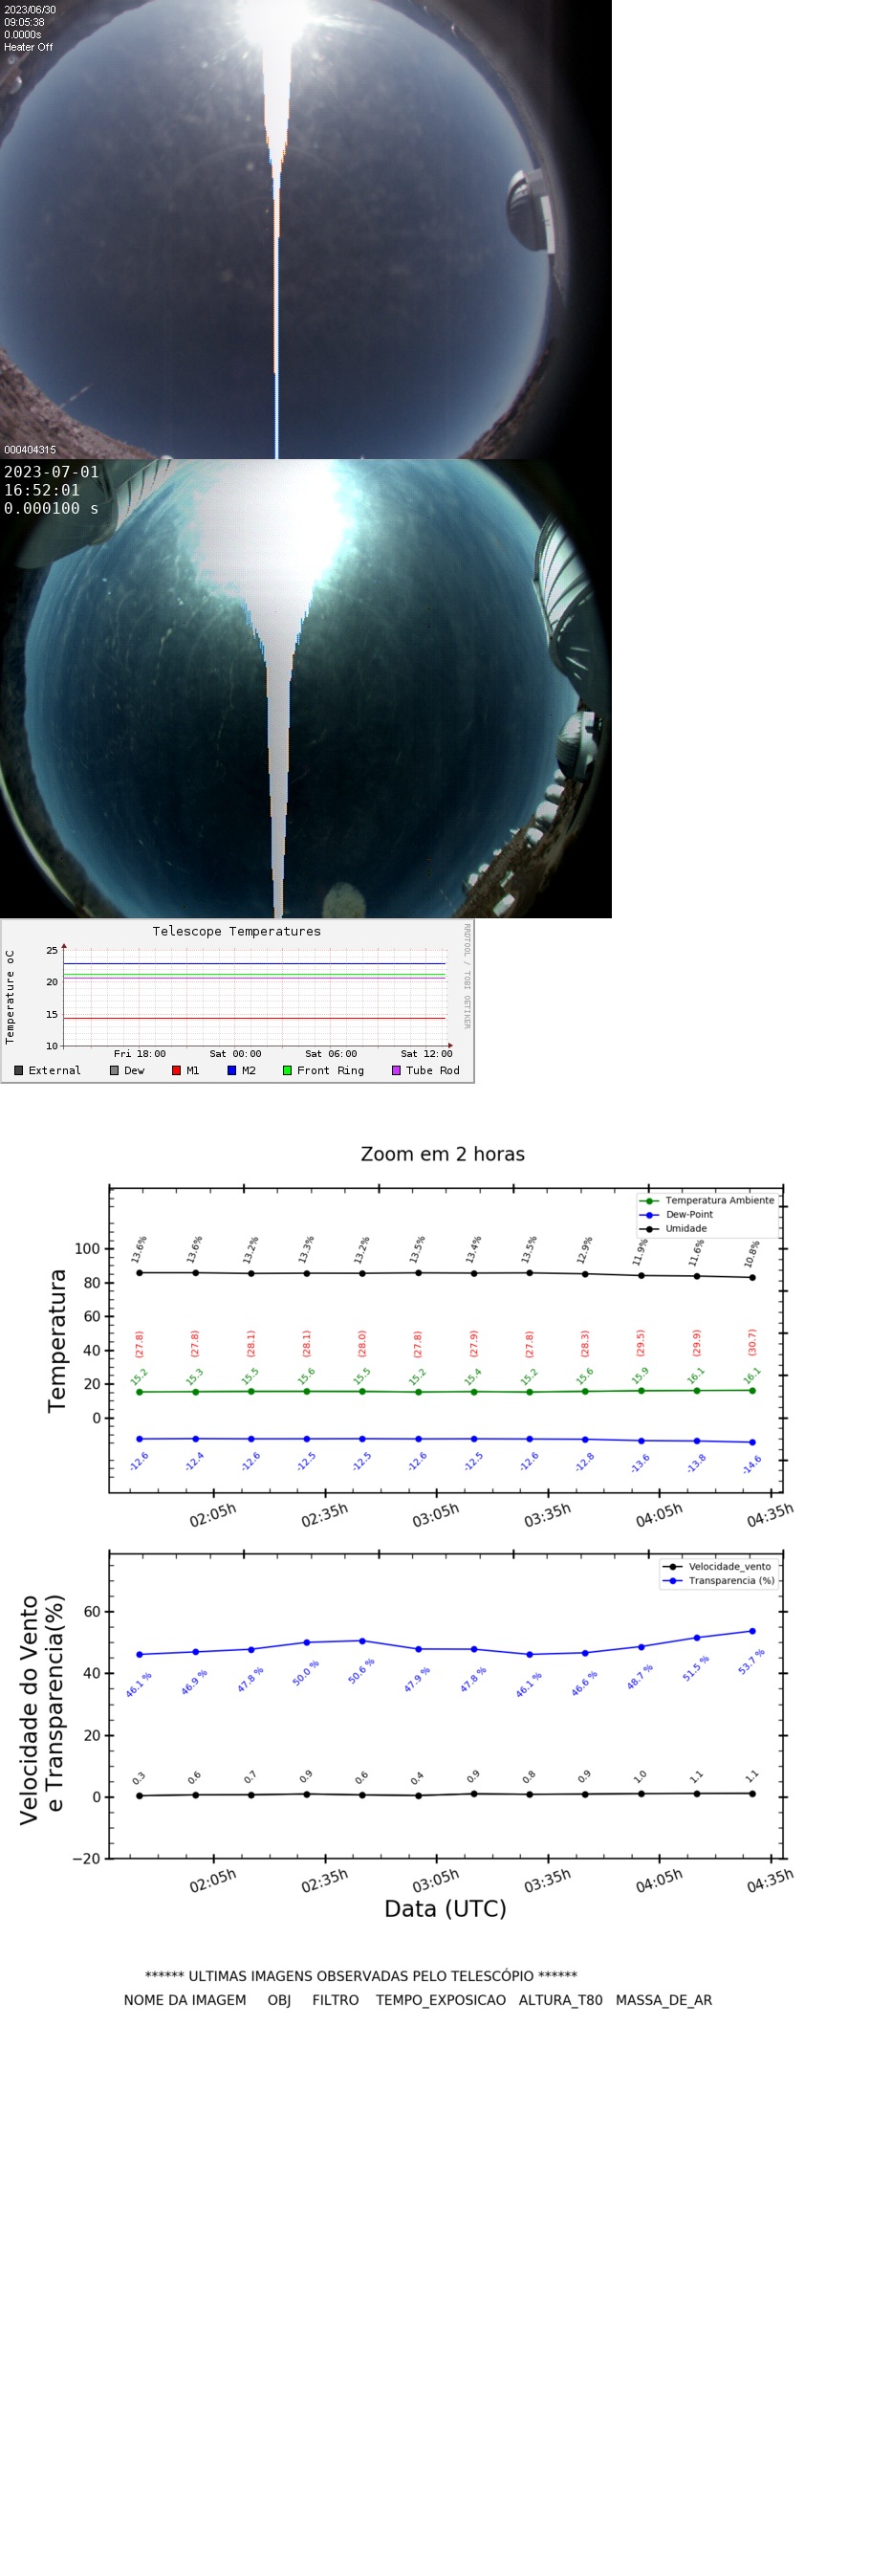 2023/06/30
09:05:38
0.0000s
Heater Off
000404315
2023-07-01
16:52:01
0.000100 s
Telescope Temperatures
RRDTOOL / TOBI OETIKER
Temperature oC
25
20
15
10
Fri 18:00 Sat 00:00 Sat 06:00 Sat 12:00
External Dew M1 M2 Front Ring Tube Rod
Zoom em 2 horas
Temperatura Ambiente
Dew-Point
Umidade
Temperatura
100
80
60
40
20
0
13.6% 13.6% 13.2% 13.3% 13.2% 13.5% 13.4% 13.5% 12.9% 11.9% 11.6% 10.8%
(27.8) (27.8) (28.1) (28.1) (28.0) (27.8) (27.9) (27.8) (28.3) (29.5) (29.9) (30.7)
15.2 15.3 15.5 15.6 15.5 15.2 15.4 15.2 15.6 15.9 16.1 16.1
-12.6 -12.4 -12.6 -12.5 -12.5 -12.6 -12.5 -12.6 -12.8 -13.6 -13.8 -14.6
02:05h 02:35h 03:05h 03:35h 04:05h 04:35h
Velocidade_vento
Transparencia (%)
Velocidade do Vento
e Transparencia(%)
60
40
20
0
−20
46.1 % 46.9 % 47.8 % 50.0 % 50.6 % 47.9 % 47.8 % 46.1 % 46.6 % 48.7 % 51.5 % 53.7 %
0.3 0.6 0.7 0.9 0.6 0.4 0.9 0.8 0.9 1.0 1.1 1.1
02:05h 02:35h 03:05h 03:35h 04:05h 04:35h
Data (UTC)
****** ULTIMAS IMAGENS OBSERVADAS PELO TELESCÓPIO ******
NOME DA IMAGEM OBJ FILTRO TEMPO_EXPOSICAO ALTURA_T80 MASSA_DE_AR